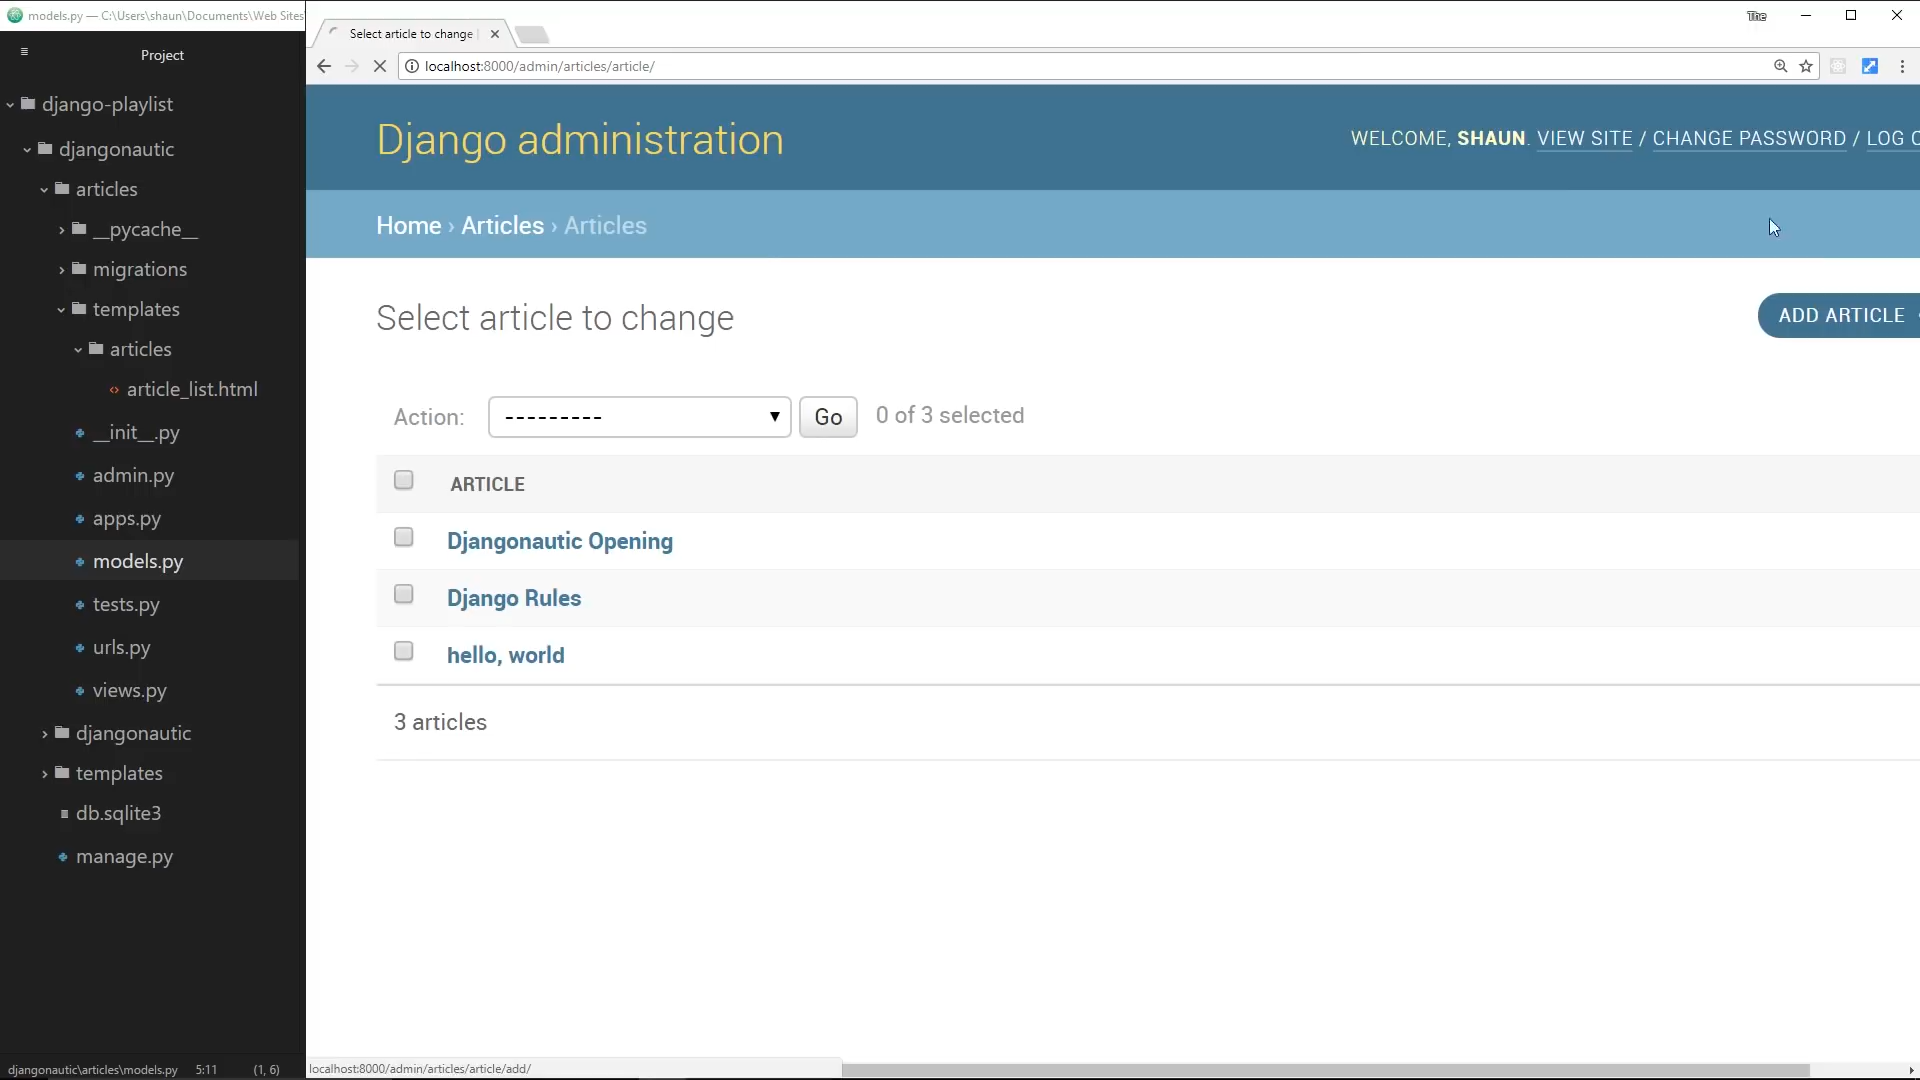 models.py — C:\Users\shaun\Documents\Web Sites
Project
django-playlist
djangonautic
articles
__pycache__
migrations
templates
articles
article_list.html
__init__.py
admin.py
apps.py
models.py
tests.py
urls.py
views.py
djangonautic
templates
db.sqlite3
manage.py
djangonautic\articles\models.py 5:11 (1, 6)
The
Select article to change
localhost:8000/admin/articles/article/
Django administration
WELCOME, SHAUN. VIEW SITE / CHANGE PASSWORD / LOG
Home › Articles › Articles
Select article to change
ADD ARTICLE
Action: --------- Go 0 of 3 selected
ARTICLE
Djangonautic Opening
Django Rules
hello, world
3 articles
localhost:8000/admin/articles/article/add/